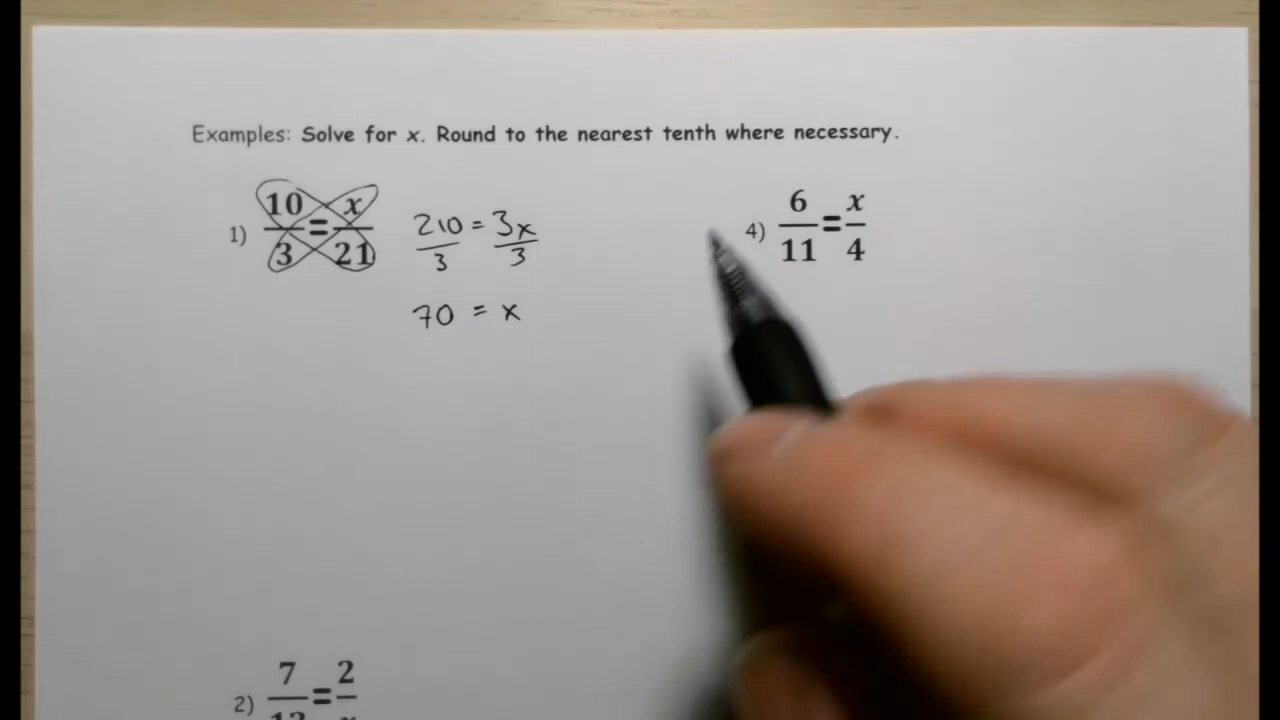 Examples: Solve for x. Round to the nearest tenth where necessary.
1) 10/3 = x/21
210/3 = 3x/3
70 = x
4) 6/11 = x/4
2) 7 = 2